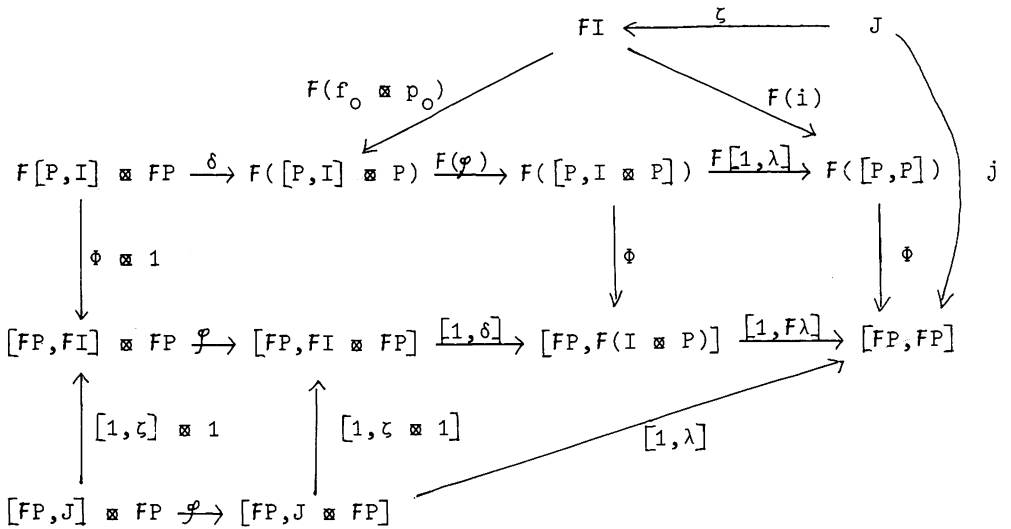 FI ζ J
F(f₀ ⊠ p₀) F(i)
F[P,I] ⊠ FP δ F([P,I] ⊠ P) F(φ) F([P,I ⊠ P]) F[1,λ] F([P,P]) j
Φ ⊠ 1 Φ Φ
[FP,FI] ⊠ FP φ [FP,FI ⊠ FP] [1,δ] [FP,F(I ⊠ P)] [1,Fλ] [FP,FP]
[1,ζ] ⊠ 1 [1,ζ ⊠ 1] [1,λ]
[FP,J] ⊠ FP φ [FP,J ⊠ FP]